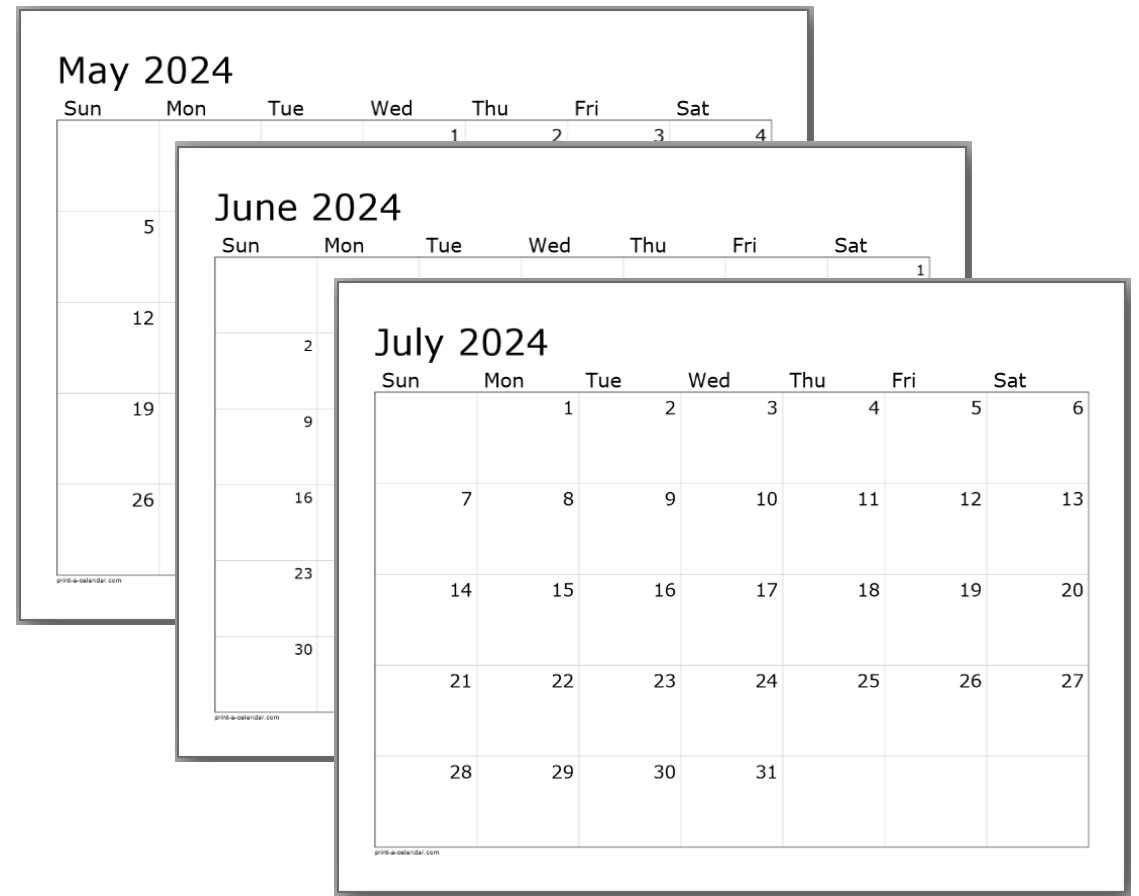 May 2024
Sun Mon Tue Wed Thu Fri Sat
1 2 3 4
5
12
19
26
print-a-calendar.com
June 2024
Sun Mon Tue Wed Thu Fri Sat
1
2
9
16
23
30
print-a-calendar.com
July 2024
Sun Mon Tue Wed Thu Fri Sat
1 2 3 4 5 6
7 8 9 10 11 12 13
14 15 16 17 18 19 20
21 22 23 24 25 26 27
28 29 30 31
print-a-calendar.com